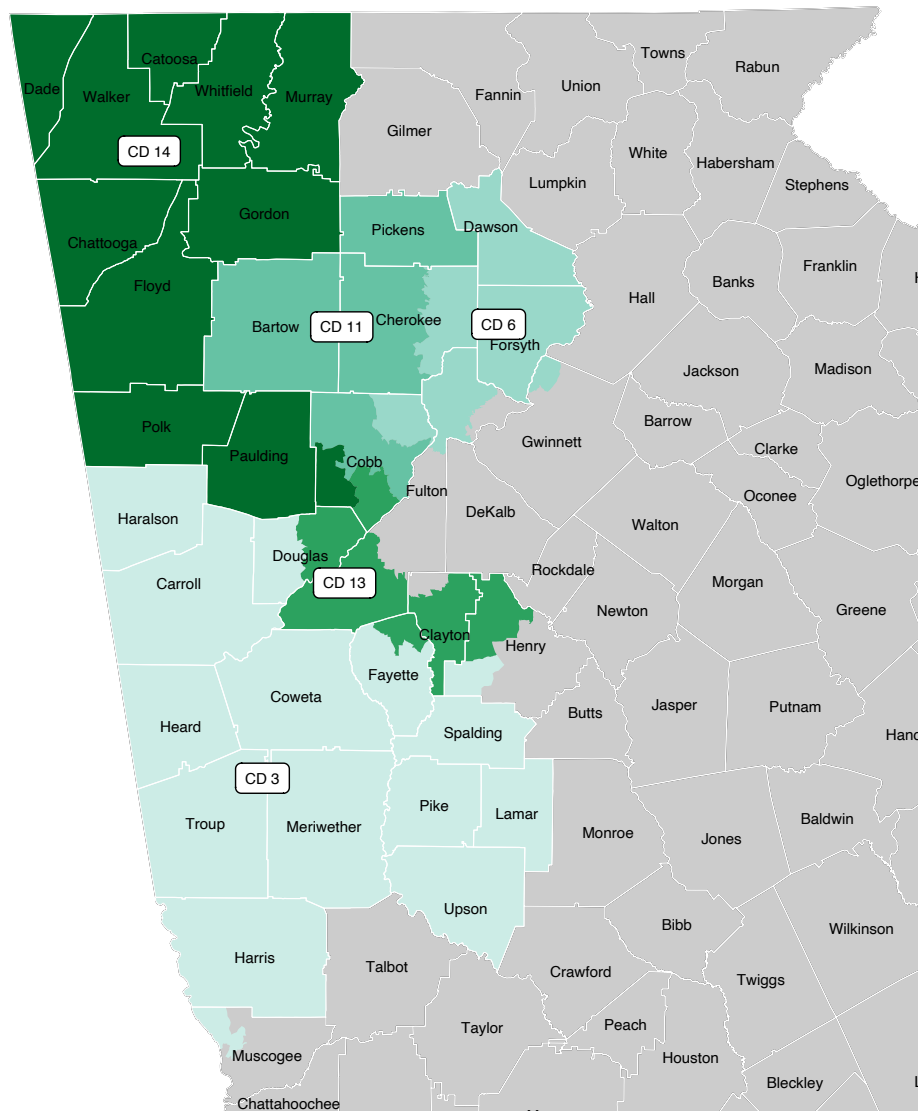 Towns
Rabun
Catoosa
Union
Dade
Whitfield
Fannin
Walker
Murray
Gilmer
CD 14
White
Habersham
Lumpkin
Stephens
Gordon
Pickens
Dawson
Chattooga
Franklin
Floyd
Banks
Hall
Cherokee
CD 11
CD 6
Bartow
Forsyth
Jackson
Madison
Barrow
Polk
Gwinnett
Clarke
Paulding
Cobb
Oglethorpe
Fulton
Oconee
DeKalb
Haralson
Walton
Douglas
Rockdale
Carroll
CD 13
Morgan
Newton
Greene
Clayton
Henry
Fayette
Coweta
Jasper
Putnam
Butts
Heard
Spalding
Hanc
CD 3
Pike
Lamar
Troup
Meriwether
Monroe
Baldwin
Jones
Upson
Bibb
Wilkinson
Harris
Talbot
Crawford
Twiggs
Taylor
Peach
Muscogee
Houston
Bleckley
Chattahoochee